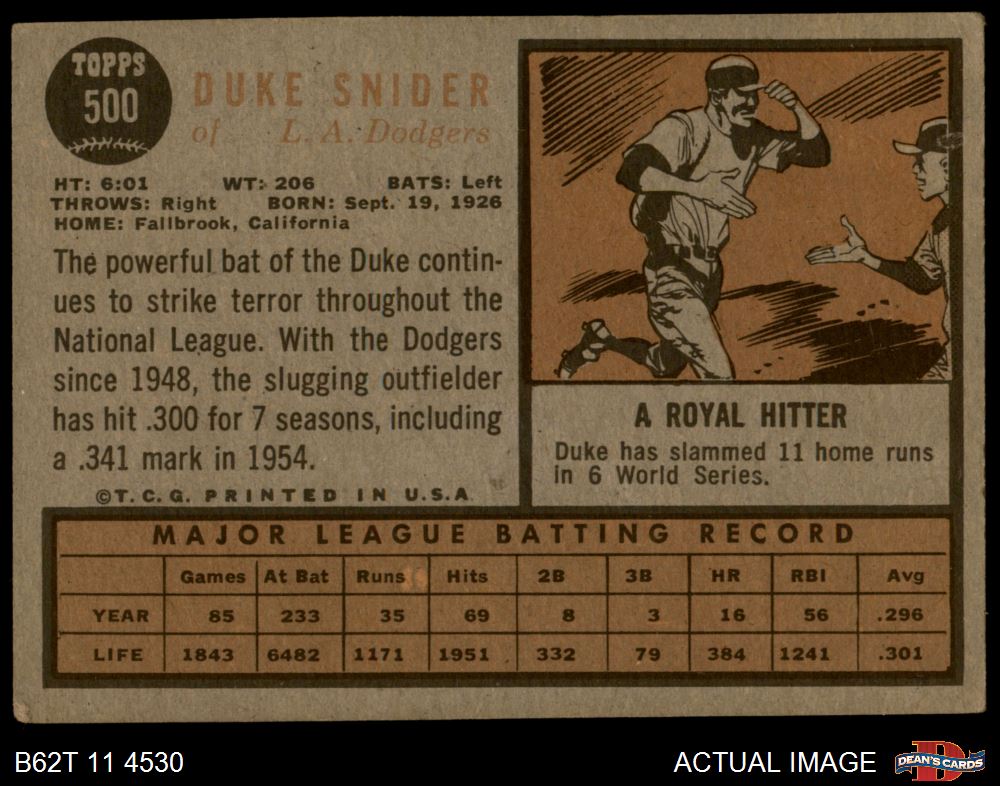 TOPPS
500
DUKE SNIDER
of L. A. Dodgers
HT: 6:01 WT: 206 BATS: Left
THROWS: Right BORN: Sept. 19, 1926
HOME: Fallbrook, California
The powerful bat of the Duke contin-
ues to strike terror throughout the
National League. With the Dodgers
since 1948, the slugging outfielder
has hit .300 for 7 seasons, including
a .341 mark in 1954.
©T. C. G. PRINTED IN U.S.A.
A ROYAL HITTER
Duke has slammed 11 home runs
in 6 World Series.
MAJOR LEAGUE BATTING RECORD
Games At Bat Runs Hits 2B 3B HR RBI Avg
YEAR 85 233 35 69 8 3 16 56 .296
LIFE 1843 6482 1171 1951 332 79 384 1241 .301
B62T 11 4530 ACTUAL IMAGE
D
DEAN'S CARDS